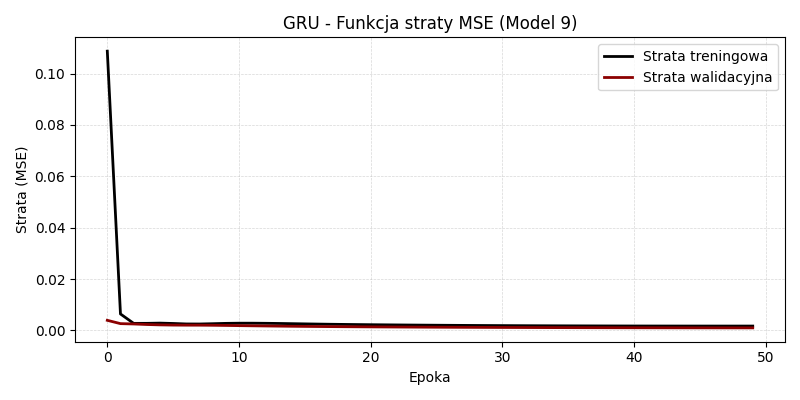 GRU - Funkcja straty MSE (Model 9)
Strata treningowa
Strata walidacyjna
Strata (MSE)
0.10
0.08
0.06
0.04
0.02
0.00
0 10 20 30 40 50
Epoka